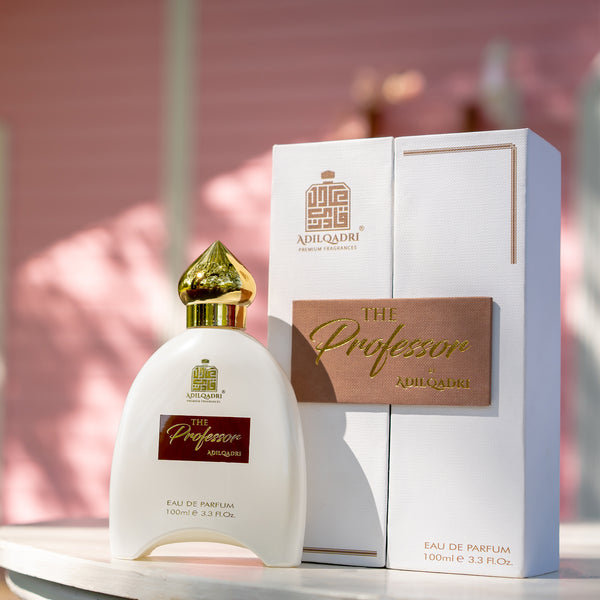 ADILQADRI®
PREMIUM FRAGRANCES
THE
Professor
ADILQADRI
EAU DE PARFUM
100ml e 3.3 Fl.Oz.
ADILQADRI®
PREMIUM FRAGRANCES
THE
Professor
ADILQADRI
EAU DE PARFUM
100ml e 3.3 Fl.Oz.